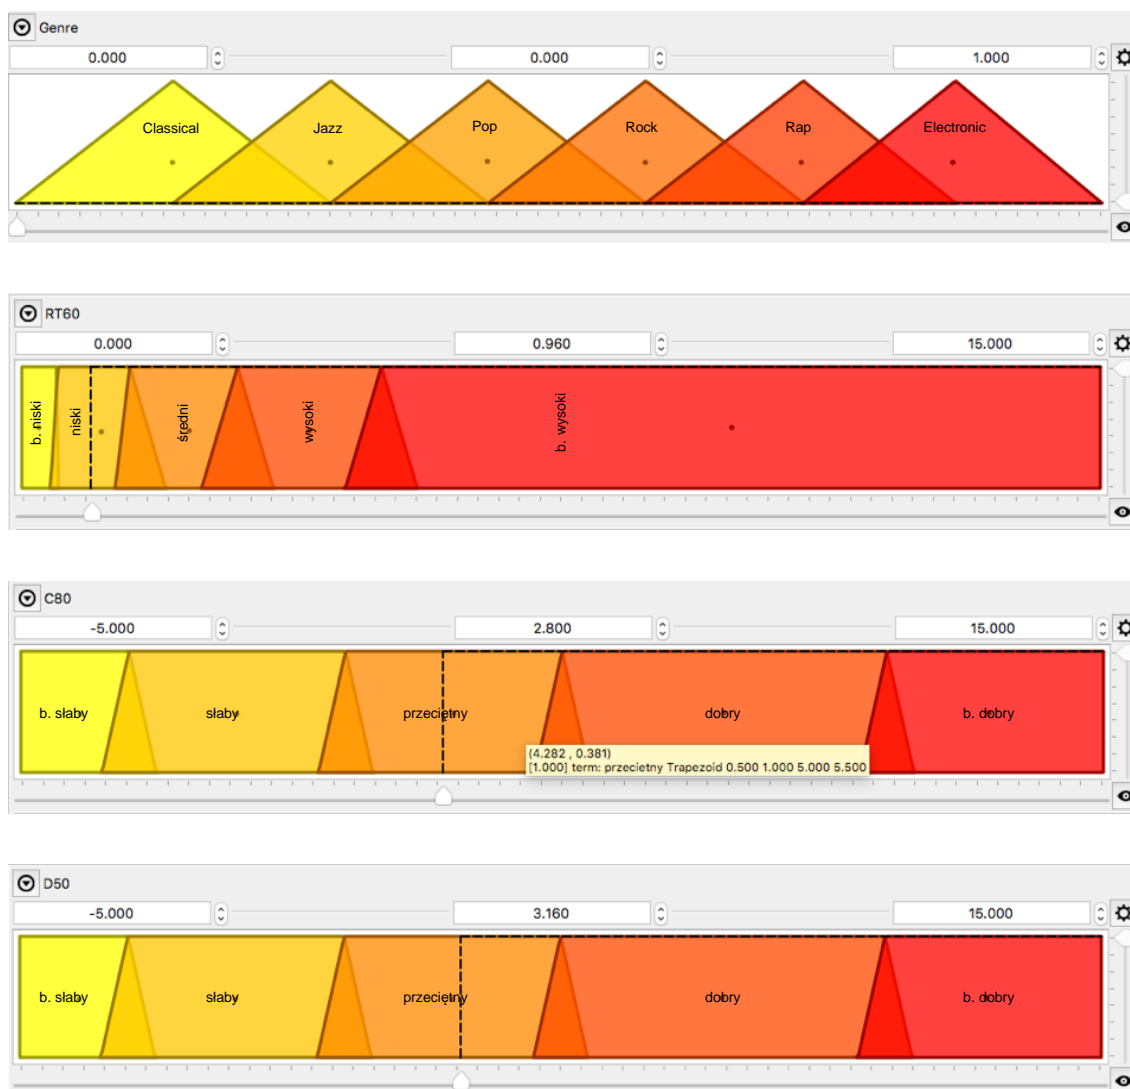 Genre
0.000 0.000 1.000
Classical Jazz Pop Rock Rap Electronic
RT60
0.000 0.960 15.000
b. niski niski średni wysoki b. wysoki
C80
-5.000 2.800 15.000
b. słaby słaby przeciętny dobry b. dobry
(4.282 , 0.381)
[1.000] term: przecietny Trapezoid 0.500 1.000 5.000 5.500
D50
-5.000 3.160 15.000
b. słaby słaby przeciętny dobry b. dobry